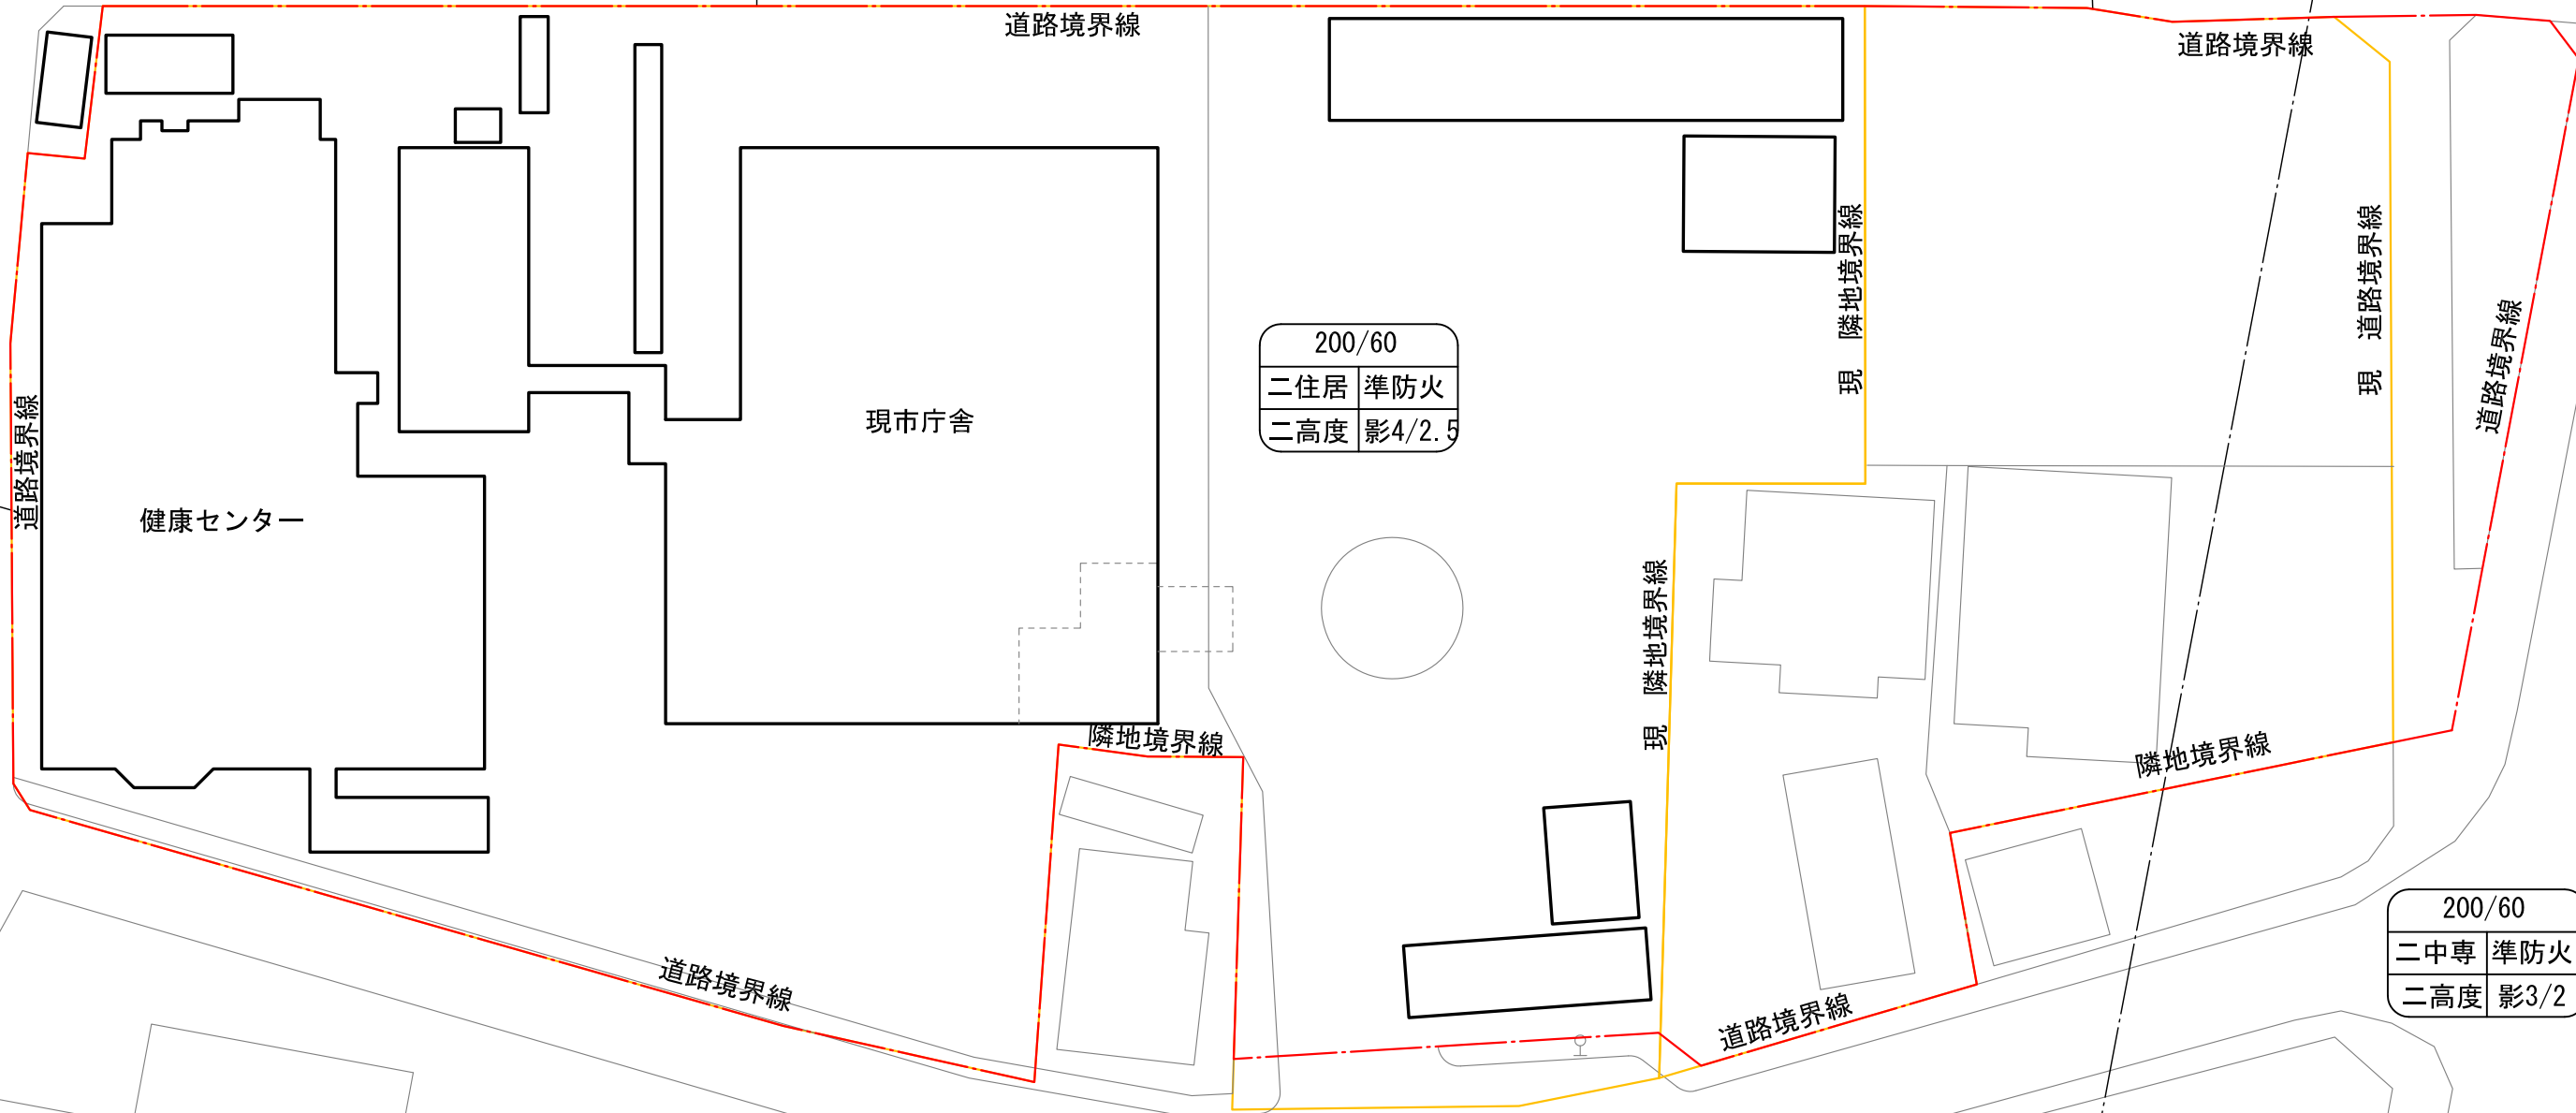 道路境界線
道路境界線
現　隣地境界線
現　道路境界線
道路境界線
200/60
二住居 準防火
二高度 影4/2.5
現市庁舎
道路境界線
健康センター
現　隣地境界線
隣地境界線
隣地境界線
200/60
二中専 準防火
二高度 影3/2
道路境界線
道路境界線